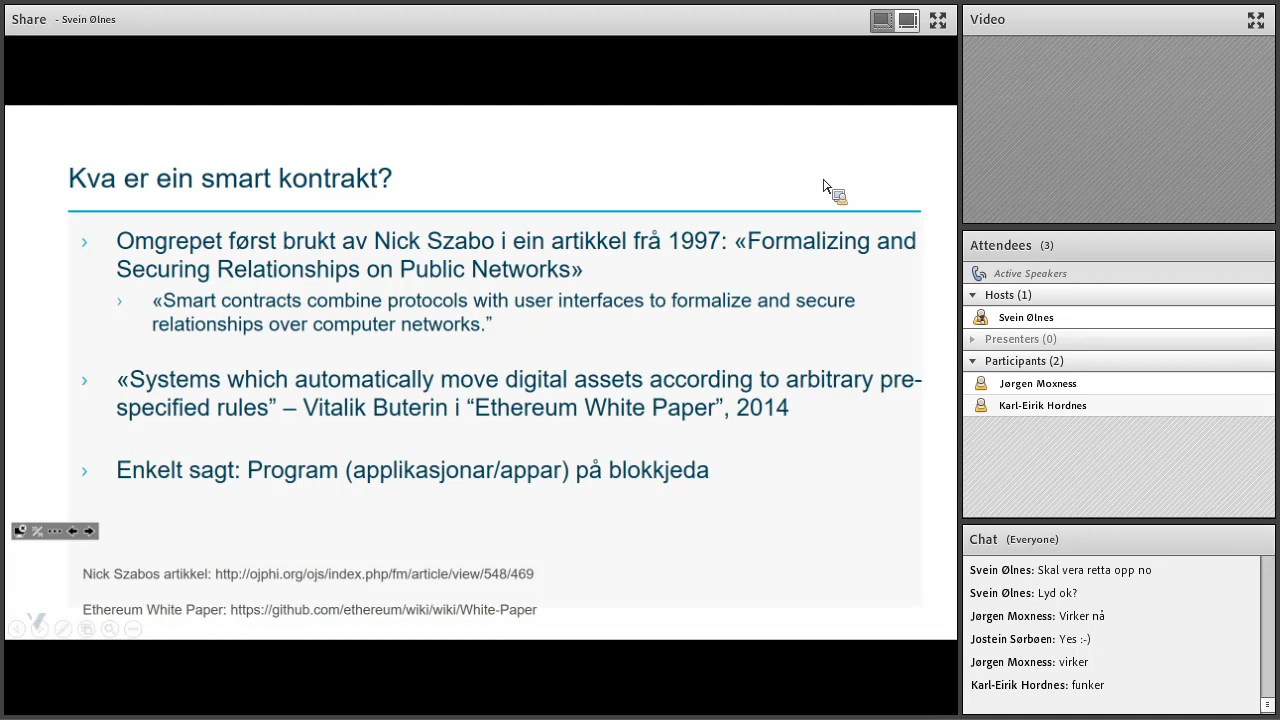 Share - Svein Ølnes
Kva er ein smart kontrakt?
› Omgrepet først brukt av Nick Szabo i ein artikkel frå 1997: «Formalizing and
Securing Relationships on Public Networks»
› «Smart contracts combine protocols with user interfaces to formalize and secure
relationships over computer networks.”
› «Systems which automatically move digital assets according to arbitrary pre-
specified rules” – Vitalik Buterin i “Ethereum White Paper”, 2014
› Enkelt sagt: Program (applikasjonar/appar) på blokkjeda
Nick Szabos artikkel: http://ojphi.org/ojs/index.php/fm/article/view/548/469
Ethereum White Paper: https://github.com/ethereum/wiki/wiki/White-Paper
Video
Attendees (3)
Active Speakers
Hosts (1)
Svein Ølnes
Presenters (0)
Participants (2)
Jørgen Moxness
Karl-Eirik Hordnes
Chat (Everyone)
Svein Ølnes: Skal vera retta opp no
Svein Ølnes: Lyd ok?
Jørgen Moxness: Virker nå
Jostein Sørbøen: Yes :-)
Jørgen Moxness: virker
Karl-Eirik Hordnes: funker